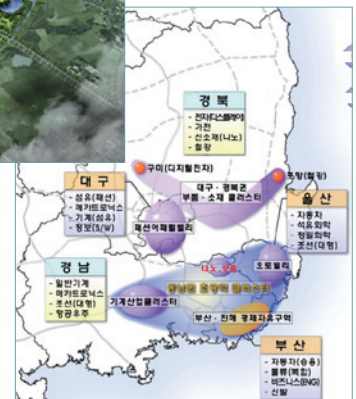 경북
- 전자(디스플레이)
- 가전
- 신소재(나노)
- 철강
구미(디지털전자)
포항(철강)
대구
- 섬유(패션)
- 메카트로닉스
- 기계(섬유)
- 정보(S/W)
대구·경북권
부품·소재 클러스터
울산
- 자동차
- 석유화학
- 정밀화학
- 조선(대형)
패션어패럴밸리
오토밸리
나노
경남
- 일반기계
- 메카트로닉스
- 조선(대형)
- 항공우주
기계산업클러스터
클러스터
부산·진해 경제자유구역
부산
- 자동차(승용)
- 물류(복합)
- 비즈니스(ENG)
- 신발